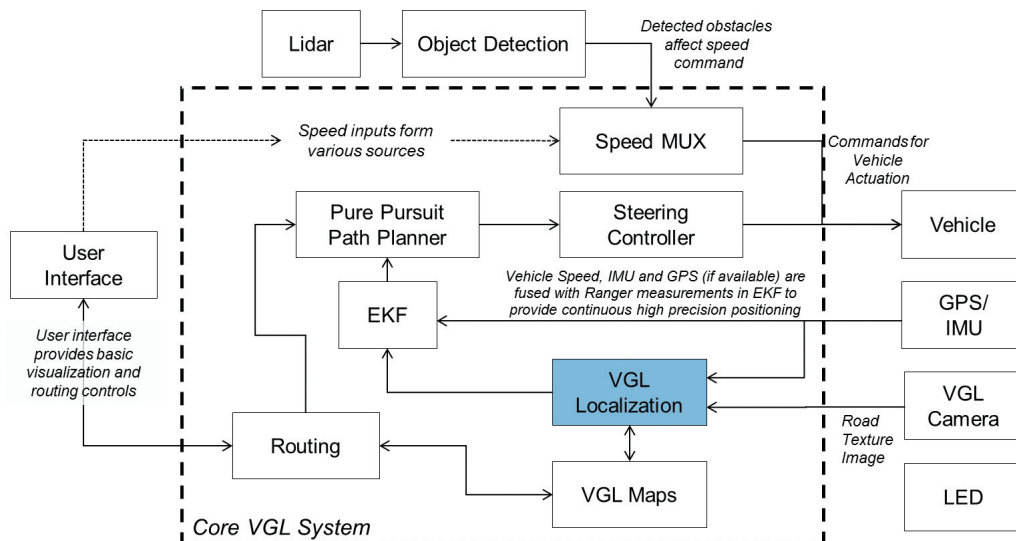 Lidar
Object Detection
Detected obstacles
affect speed
command
Speed inputs form
various sources
Speed MUX
Commands for
Vehicle
Actuation
Pure Pursuit
Path Planner
Steering
Controller
Vehicle
User
Interface
Vehicle Speed, IMU and GPS (if available) are
fused with Ranger measurements in EKF to
provide continuous high precision positioning
EKF
GPS/
IMU
User interface
provides basic
visualization and
routing controls
VGL
Localization
VGL
Camera
Road
Texture
Image
Routing
VGL Maps
LED
Core VGL System